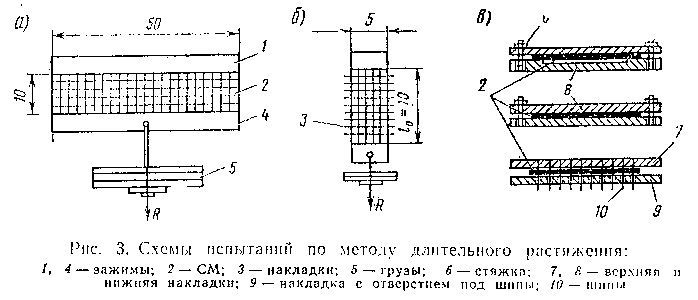 а)
50
10
1
2
4
5
R
б)
5
3
l₀ = 10
R
в)
6
8
2
8
7
10
9
Рис. 3. Схемы испытаний по методу длительного растяжения:
1, 4 — зажимы; 2 — СМ; 3 — накладки; 5 — грузы; 6 — стяжка; 7, 8 — верхняя и
нижняя накладки; 9 — накладка с отверстием под шипы; 10 — шипы